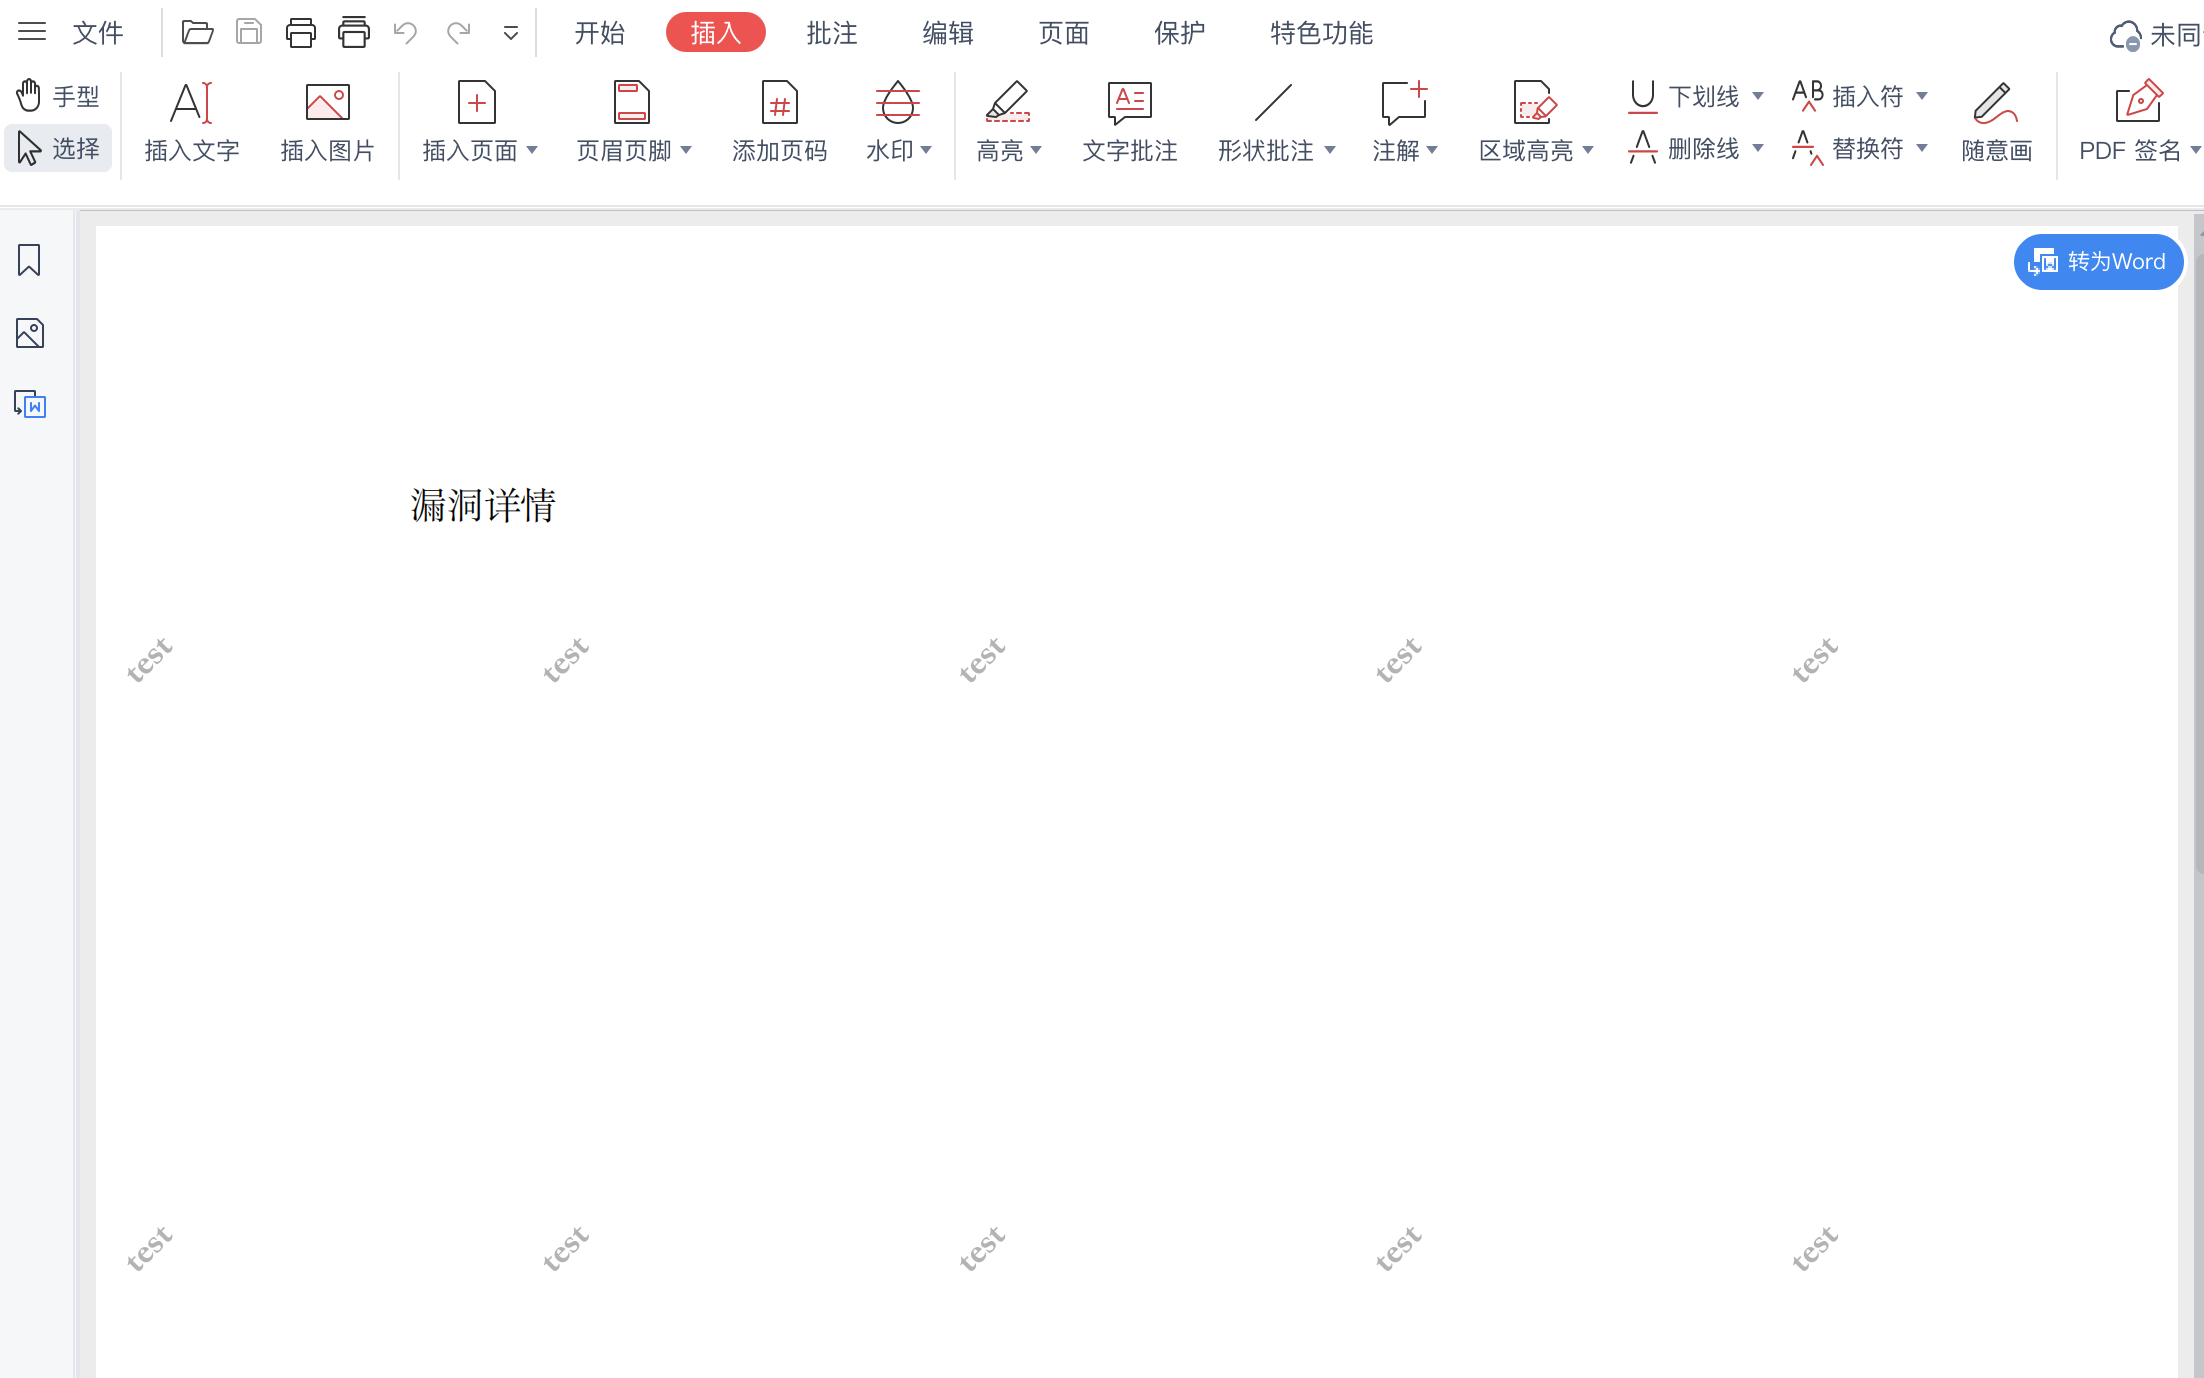 文件 开始 插入 批注 编辑 页面 保护 特色功能 未同
手型 选择 插入文字 插入图片 插入页面 页眉页脚 添加页码 水印 高亮 文字批注 形状批注 注解 区域高亮 下划线 删除线 插入符 替换符 随意画 PDF 签名
转为Word
漏洞详情
test test test test test
test test test test test